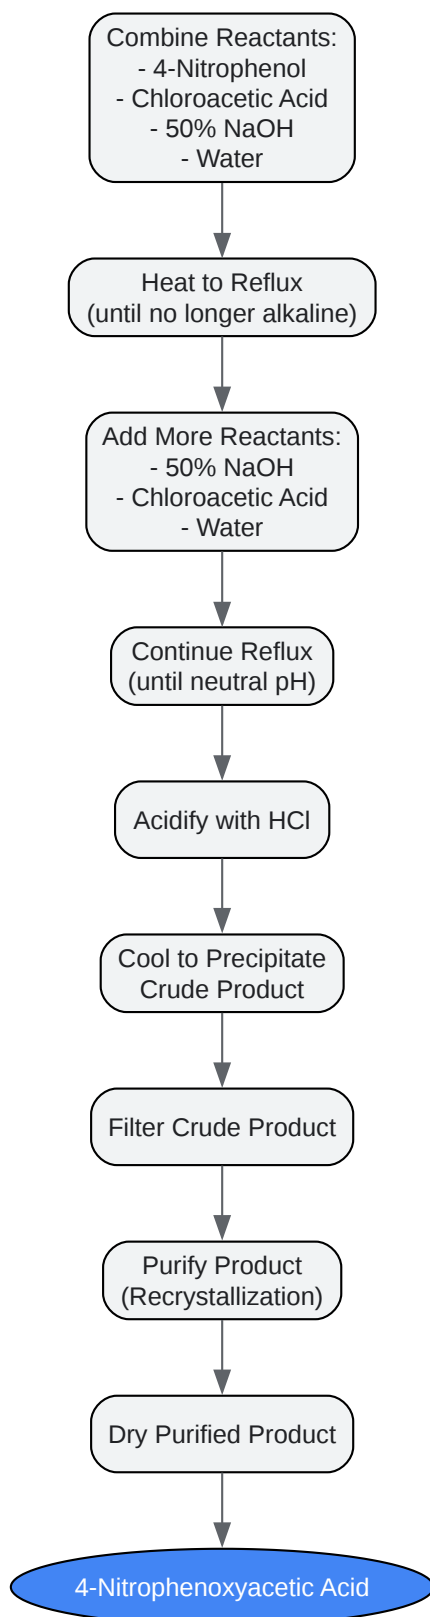 Combine Reactants:
- 4-Nitrophenol
- Chloroacetic Acid
- 50% NaOH
- Water
Heat to Reflux
(until no longer alkaline)
Add More Reactants:
- 50% NaOH
- Chloroacetic Acid
- Water
Continue Reflux
(until neutral pH)
Acidify with HCl
Cool to Precipitate
Crude Product
Filter Crude Product
Purify Product
(Recrystallization)
Dry Purified Product
4-Nitrophenoxyacetic Acid